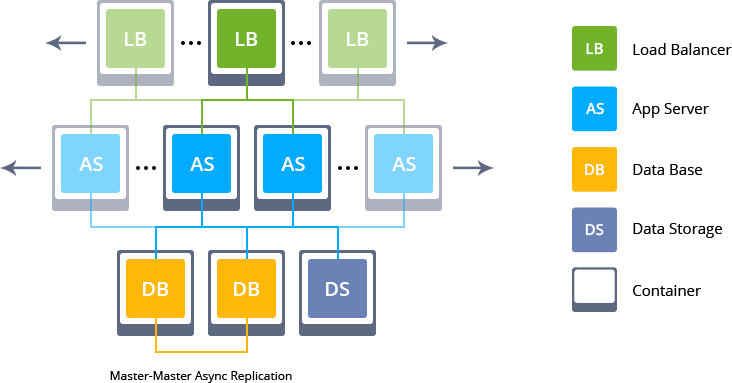 LB ... LB ... LB
AS ... AS AS ... AS
DB DB DS
Master-Master Async Replication
LB Load Balancer
AS App Server
DB Data Base
DS Data Storage
Container